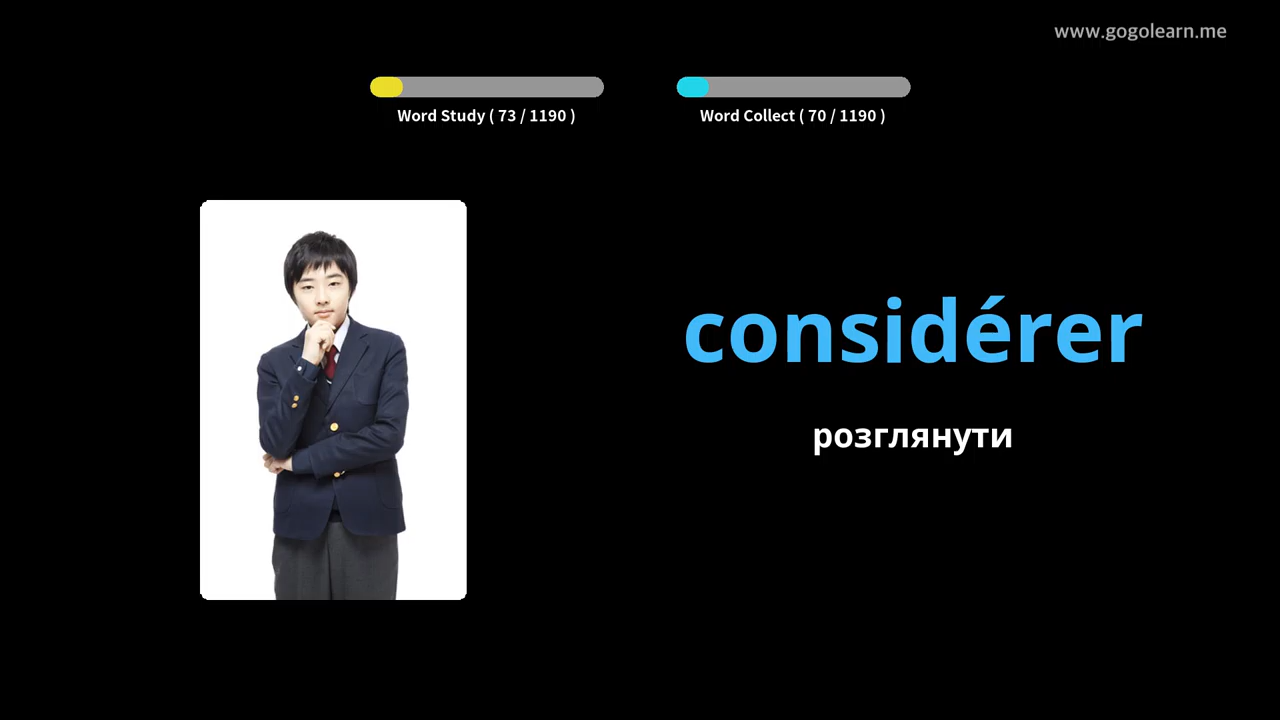 www.gogolearn.me
Word Study ( 73 / 1190 )
Word Collect ( 70 / 1190 )
considérer
розглянути